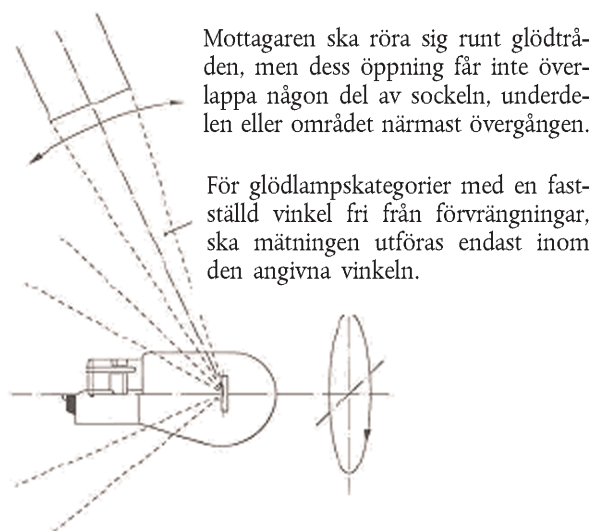 Mottagaren ska röra sig runt glödtrå-
den, men dess öppning får inte över-
lappa någon del av sockeln, underde-
len eller området närmast övergången.
För glödlampskategorier med en fast-
ställd vinkel fri från förvrängningar,
ska mätningen utföras endast inom
den angivna vinkeln.